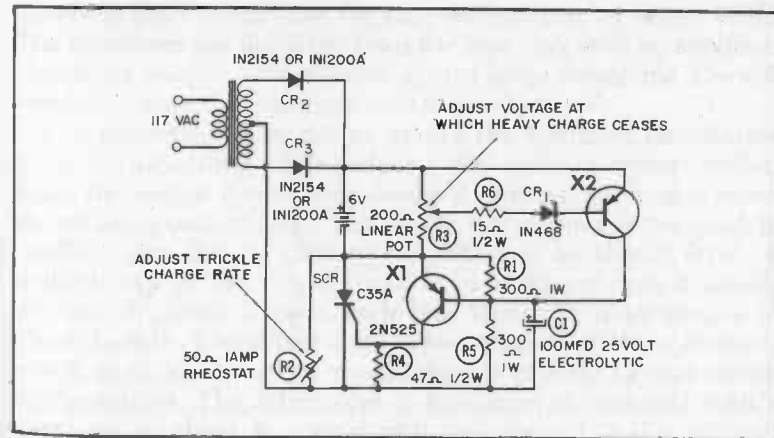 IN2154 OR IN1200A
CR2
117 VAC
CR3
IN2154
OR
IN1200A
ADJUST VOLTAGE AT
WHICH HEAVY CHARGE CEASES
X2
R6
CR1
15Ω
1/2W
IN468
6V
200Ω
LINEAR
POT
R3
ADJUST TRICKLE
CHARGE RATE
SCR
C35A
X1
2N525
R1
300Ω 1W
C1
100MFD 25VOLT
ELECTROLYTIC
R5
300
Ω
1W
50Ω 1AMP
RHEOSTAT
R2
R4
47Ω 1/2W